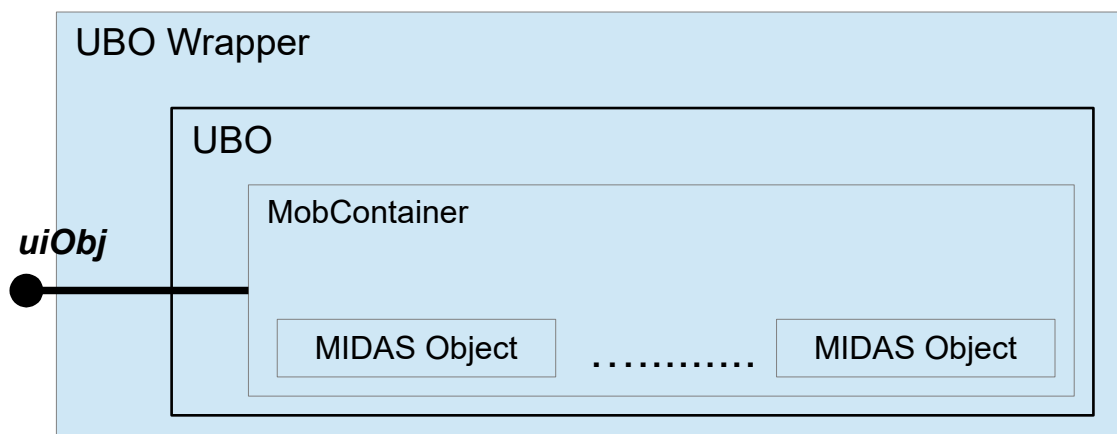 UBO Wrapper
UBO
MobContainer
uiObj
MIDAS Object ............ MIDAS Object